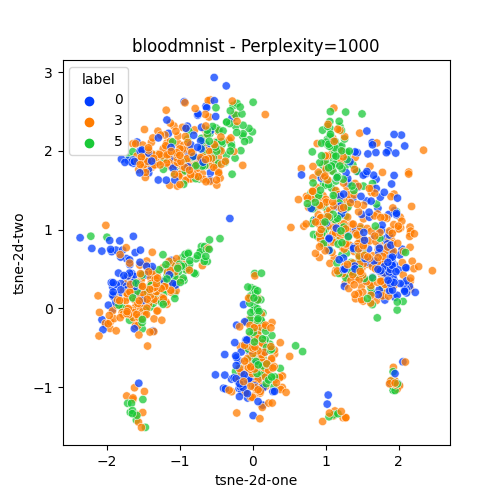 bloodmnist - Perplexity=1000
label
0
3
5
3
2
1
0
−1
tsne-2d-two
−2 −1 0 1 2
tsne-2d-one